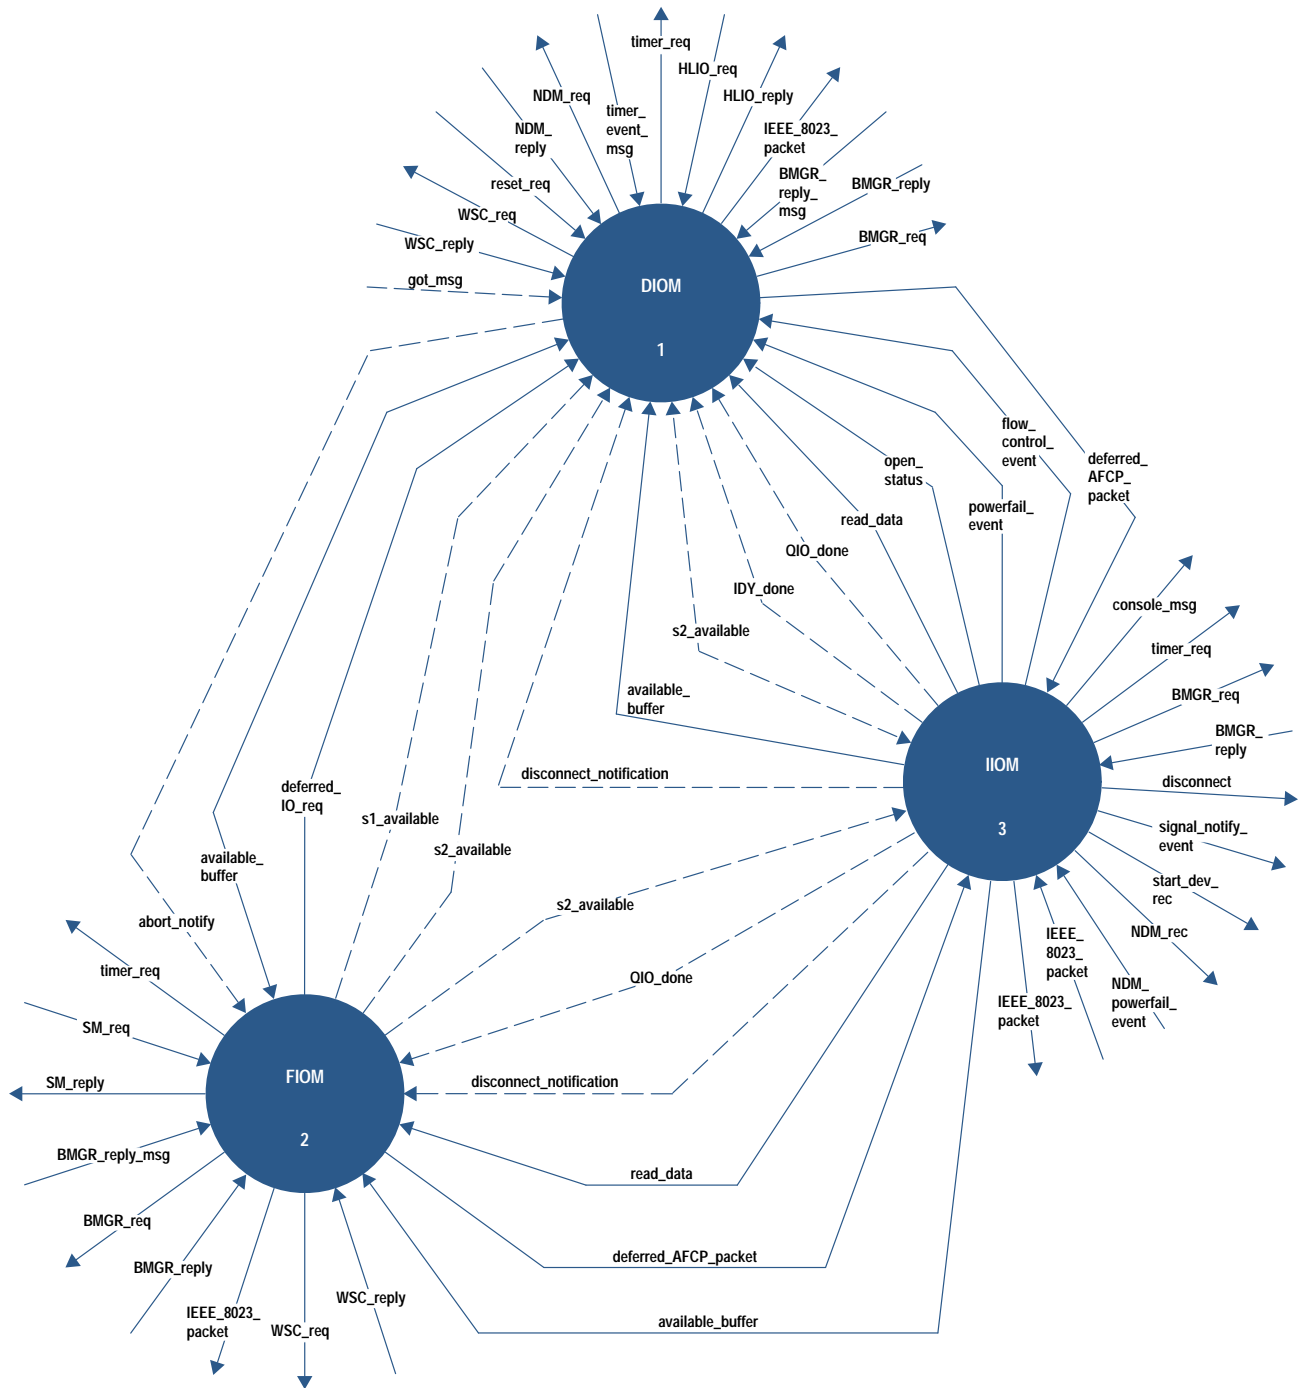 timer_req
HLIO_req
NDM_req
HLIO_reply
timer_
event_
msg
IEEE_8023_
packet
NDM_
reply
BMGR_
reply_
msg
reset_req
BMGR_reply
WSC_req
BMGR_req
WSC_reply
got_msg
DIOM
1
flow_
control_
event
deferred_
AFCP_
packet
open_
status
powerfail_
event
read_data
QIO_done
IDY_done
s2_available
available_
buffer
console_msg
timer_req
BMGR_req
BMGR_
reply
disconnect
signal_notify_
event
start_dev_
rec
NDM_rec
IIOM
3
disconnect_notification
deferred_
IO_req
s1_available
s2_available
available_
buffer
abort_notify
s2_available
IEEE_
8023_
packet
NDM_
powerfail_
event
IEEE_8023_
packet
QIO_done
timer_req
SM_req
SM_reply
FIOM
2
disconnect_notification
BMGR_reply_msg
read_data
BMGR_req
BMGR_reply
deferred_AFCP_packet
IEEE_8023_
packet
WSC_req
WSC_reply
available_buffer